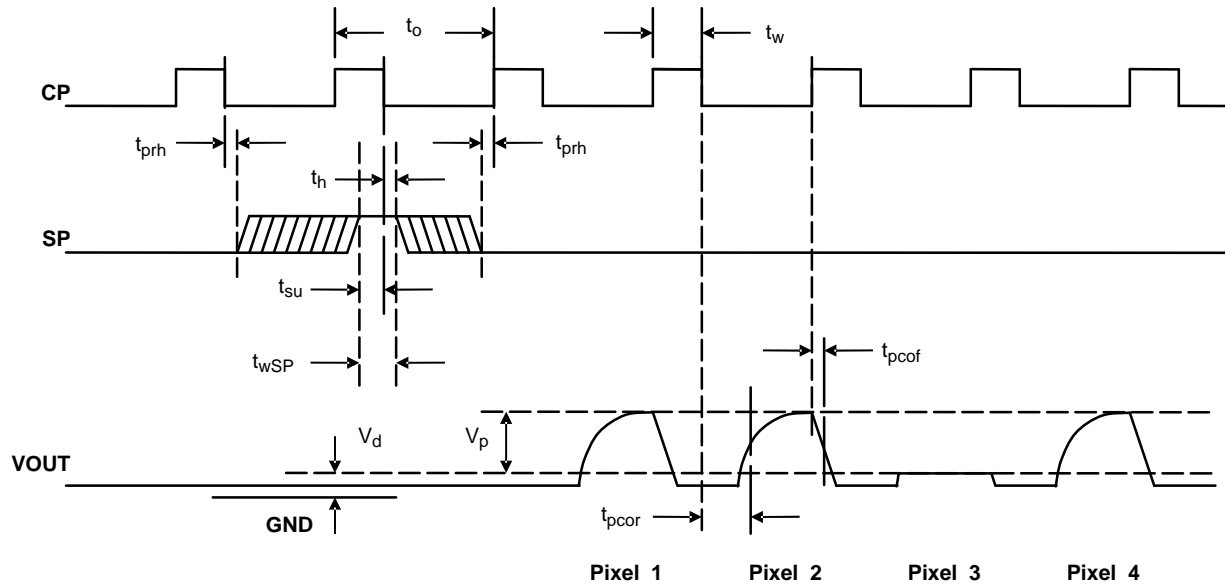 t₀ t_w
CP
t_prh t_prh
t_h
SP
t_su
t_wSP t_pcof
V_d V_p
VOUT
GND t_pcor
Pixel 1 Pixel 2 Pixel 3 Pixel 4